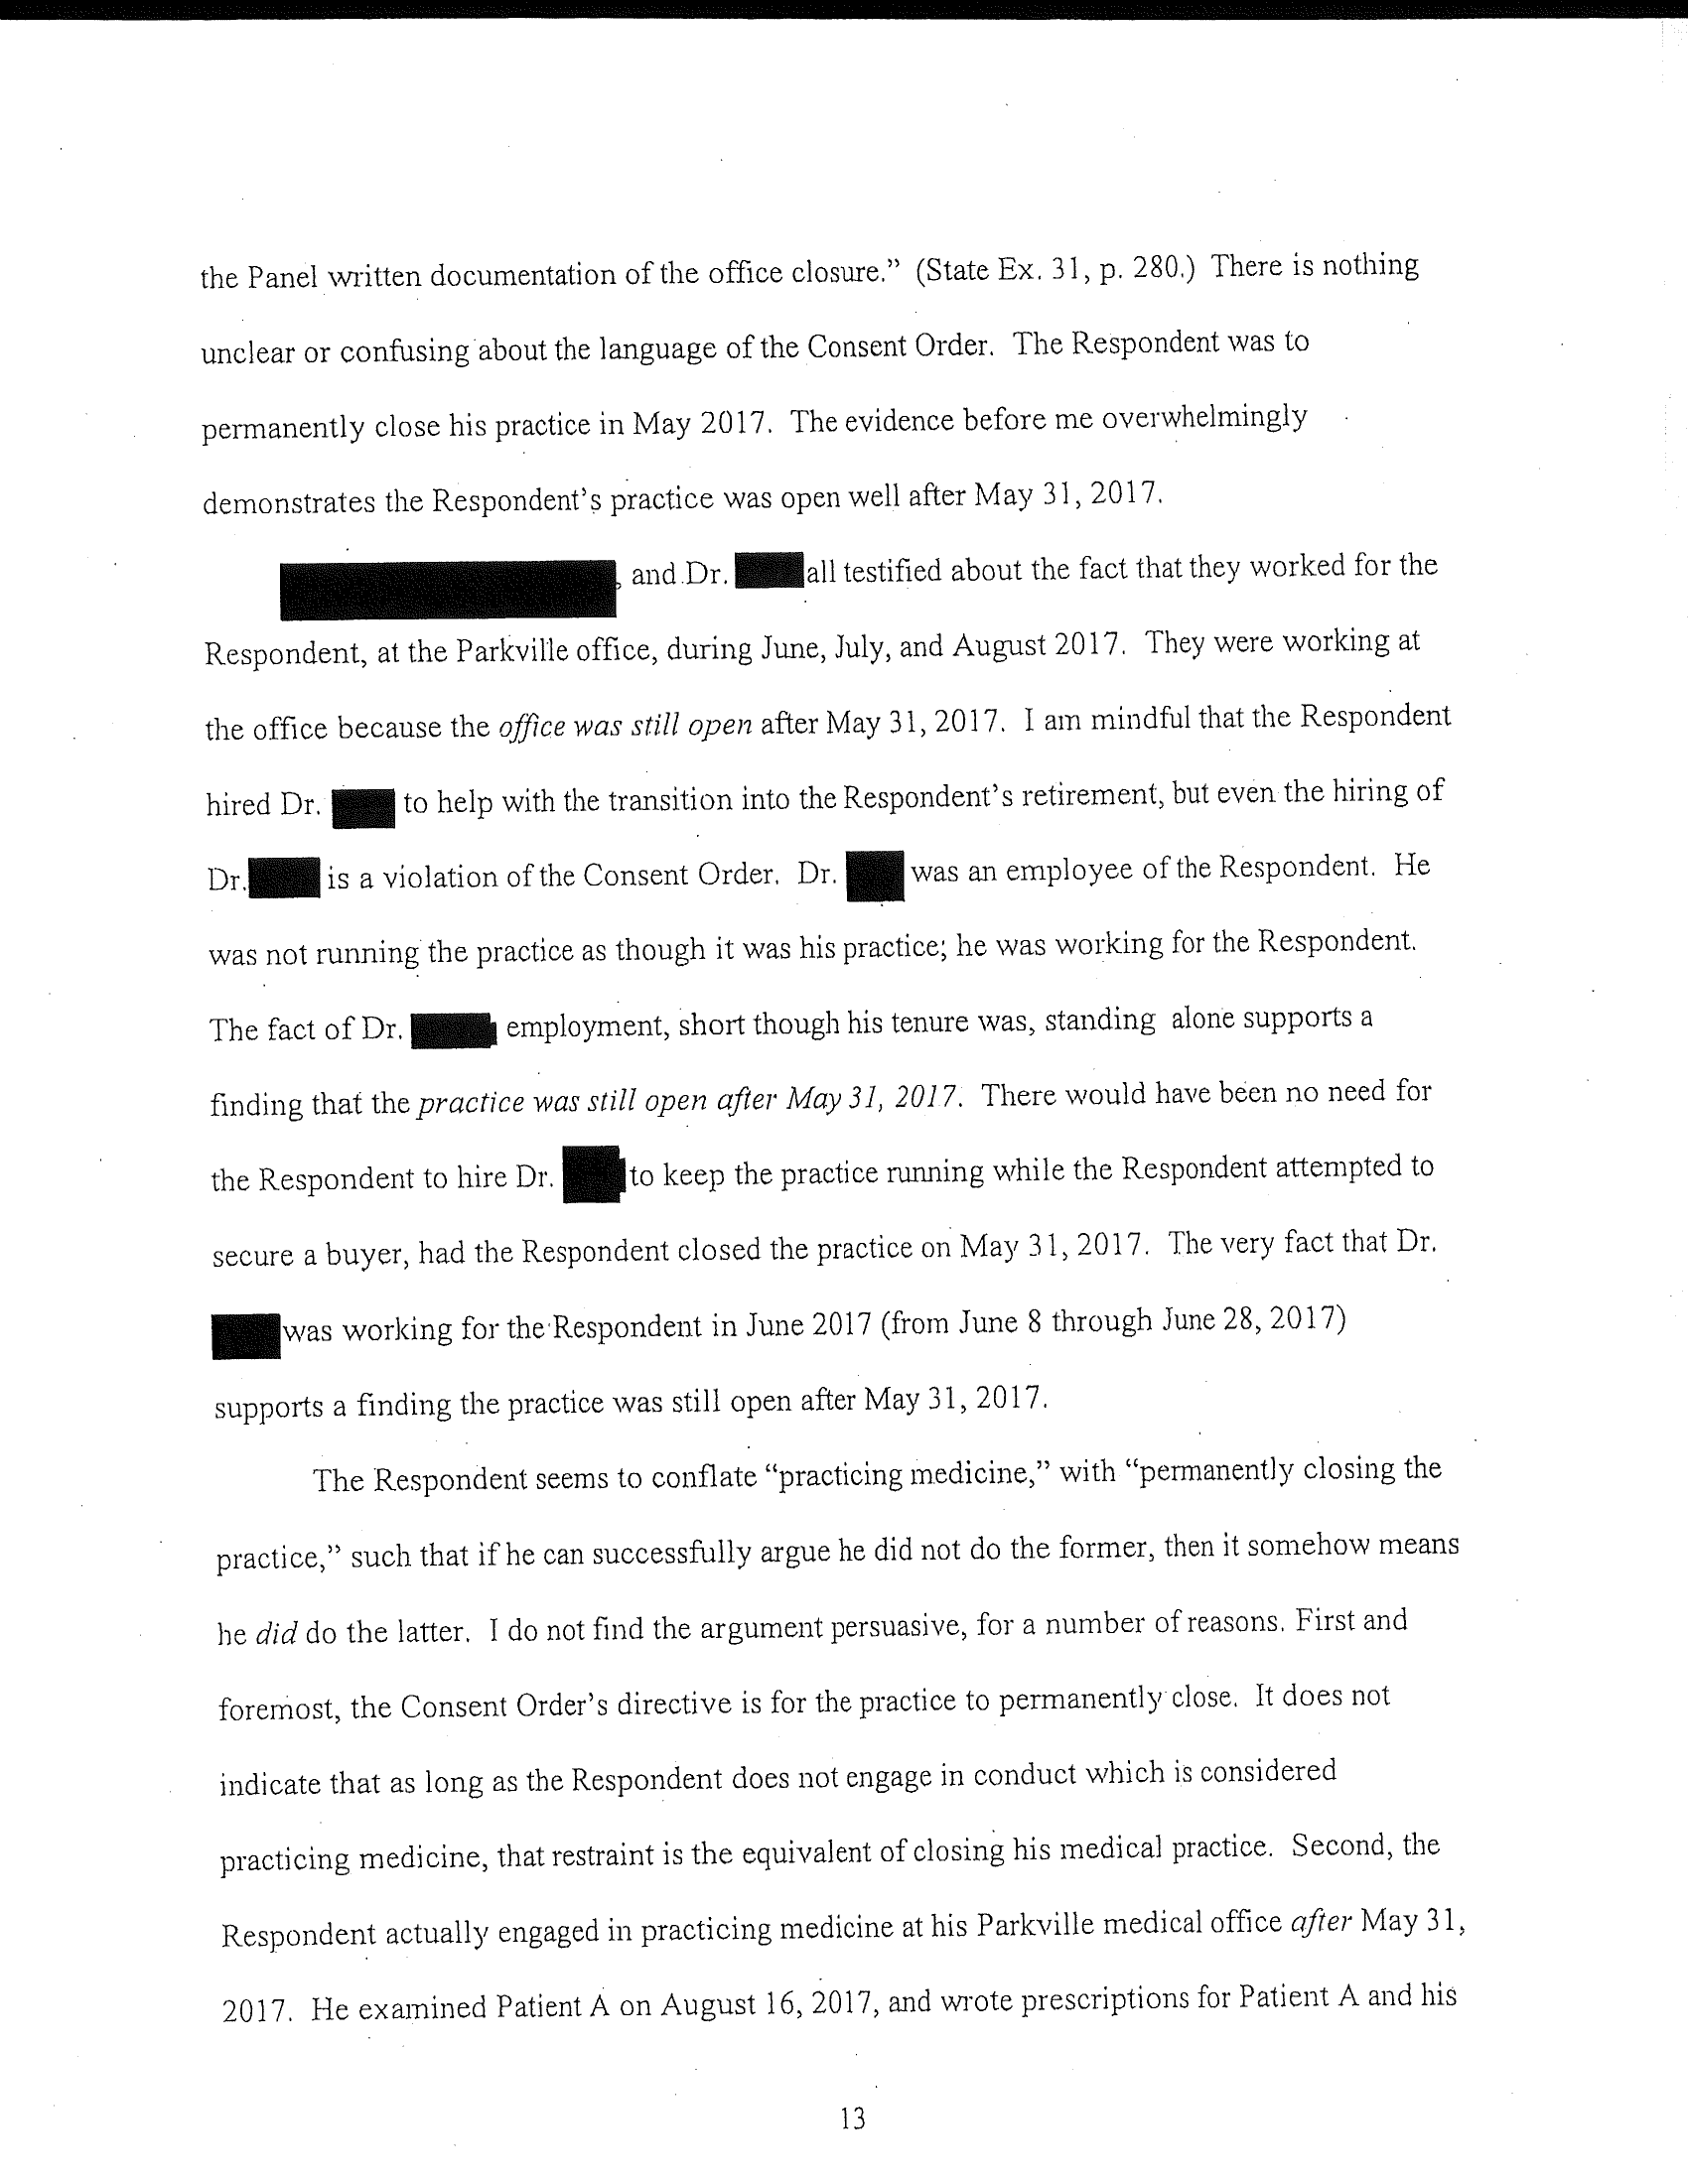 the Panel written documentation of the office closure.” (State Ex. 31, p. 280.) There is nothing
unclear or confusing about the language of the Consent Order. The Respondent was to
permanently close his practice in May 2017. The evidence before me overwhelmingly
demonstrates the Respondent’s practice was open well after May 31, 2017.
, and Dr. all testified about the fact that they worked for the
Respondent, at the Parkville office, during June, July, and August 2017. They were working at
the office because the office was still open after May 31, 2017. I am mindful that the Respondent
hired Dr. to help with the transition into the Respondent’s retirement, but even the hiring of
Dr. is a violation of the Consent Order. Dr. was an employee of the Respondent. He
was not running the practice as though it was his practice; he was working for the Respondent.
The fact of Dr. employment, short though his tenure was, standing alone supports a
finding that the practice was still open after May 31, 2017. There would have been no need for
the Respondent to hire Dr. to keep the practice running while the Respondent attempted to
secure a buyer, had the Respondent closed the practice on May 31, 2017. The very fact that Dr.
was working for the Respondent in June 2017 (from June 8 through June 28, 2017)
supports a finding the practice was still open after May 31, 2017.
The Respondent seems to conflate “practicing medicine,” with “permanently closing the
practice,” such that if he can successfully argue he did not do the former, then it somehow means
he did do the latter. I do not find the argument persuasive, for a number of reasons. First and
foremost, the Consent Order’s directive is for the practice to permanently close. It does not
indicate that as long as the Respondent does not engage in conduct which is considered
practicing medicine, that restraint is the equivalent of closing his medical practice. Second, the
Respondent actually engaged in practicing medicine at his Parkville medical office after May 31,
2017. He examined Patient A on August 16, 2017, and wrote prescriptions for Patient A and his
13